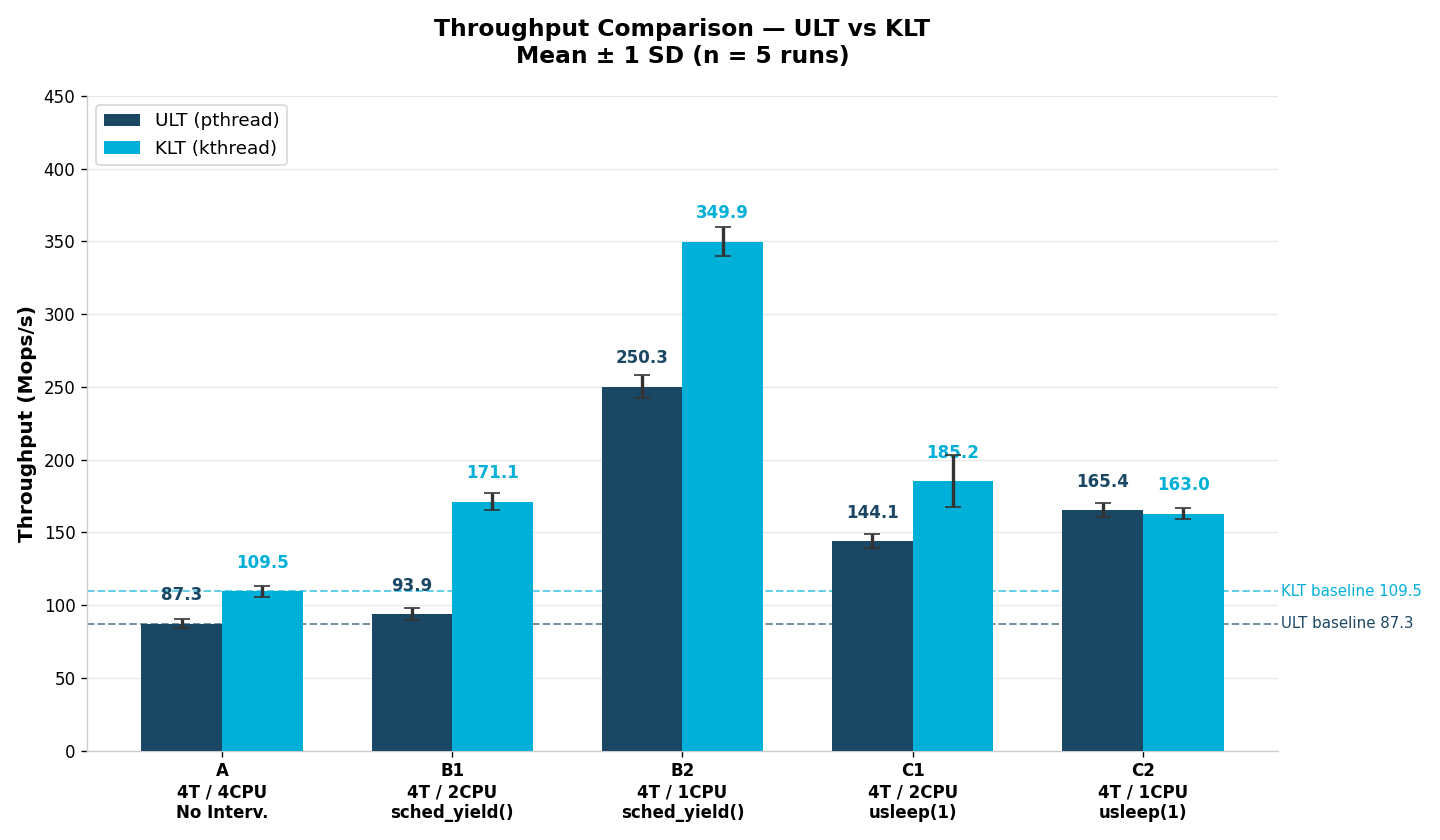 Throughput Comparison — ULT vs KLT
Mean ± 1 SD (n = 5 runs)
Throughput (Mops/s)
450
400
350
300
250
200
150
100
50
0
ULT (pthread)
KLT (kthread)
87.3
109.5
93.9
171.1
250.3
349.9
144.1
185.2
165.4
163.0
KLT baseline 109.5
ULT baseline 87.3
A
4T / 4CPU
No Interv.
B1
4T / 2CPU
sched_yield()
B2
4T / 1CPU
sched_yield()
C1
4T / 2CPU
usleep(1)
C2
4T / 1CPU
usleep(1)